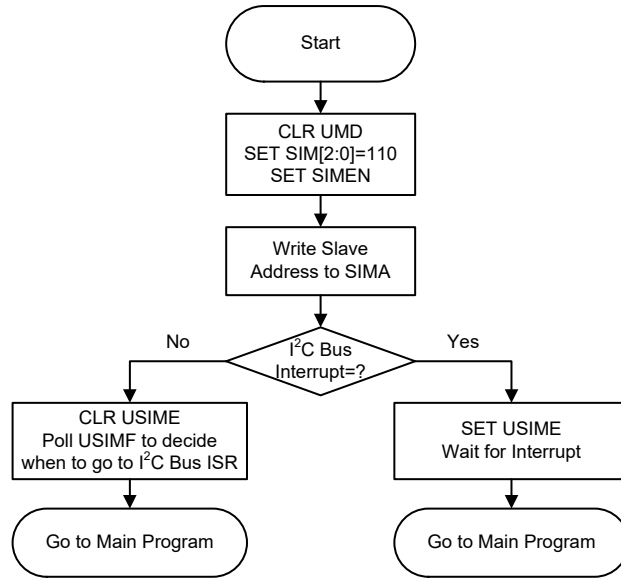 Start
CLR UMD
SET SIM[2:0]=110
SET SIMEN
Write Slave
Address to SIMA
No
I²C Bus
Interrupt=?
Yes
CLR USIME
Poll USIMF to decide
when to go to I²C Bus ISR
SET USIME
Wait for Interrupt
Go to Main Program
Go to Main Program